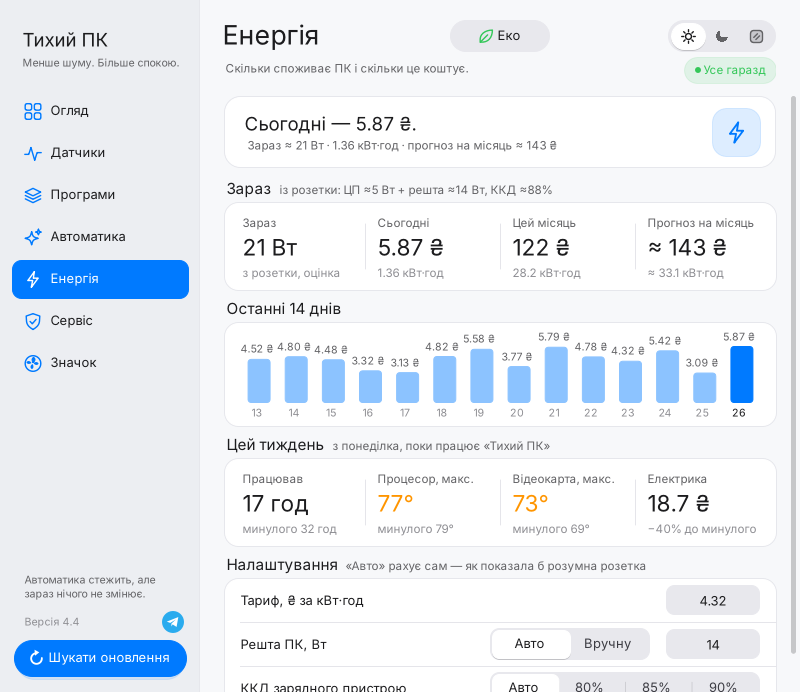 Тихий ПК
Менше шуму. Більше спокою.
Огляд
Датчики
Програми
Автоматика
Енергія
Сервіс
Значок
Автоматика стежить, але
зараз нічого не змінює.
Версія 4.4
Шукати оновлення
Енергія
Еко
Скільки споживає ПК і скільки це коштує.
Усе гаразд
Сьогодні — 5.87 ₴.
Зараз ≈ 21 Вт · 1.36 кВт·год · прогноз на місяць ≈ 143 ₴
Зараз із розетки: ЦП ≈5 Вт + решта ≈14 Вт, ККД ≈88%
Зараз Сьогодні Цей місяць Прогноз на місяць
21 Вт 5.87 ₴ 122 ₴ ≈ 143 ₴
з розетки, оцінка 1.36 кВт·год 28.2 кВт·год ≈ 33.1 кВт·год
Останні 14 днів
4.52 ₴ 4.80 ₴ 4.48 ₴ 3.32 ₴ 3.13 ₴ 4.82 ₴ 5.58 ₴ 3.77 ₴ 5.79 ₴ 4.78 ₴ 4.32 ₴ 5.42 ₴ 3.09 ₴ 5.87 ₴
13 14 15 16 17 18 19 20 21 22 23 24 25 26
Цей тиждень з понеділка, поки працює «Тихий ПК»
Працював Процесор, макс. Відеокарта, макс. Електрика
17 год 77° 73° 18.7 ₴
минулого 32 год минулого 79° минулого 69° −40% до минулого
Налаштування «Авто» рахує сам — як показала б розумна розетка
Тариф, ₴ за кВт·год 4.32
Решта ПК, Вт Авто Вручну 14
ККД зарядного пристрою Авто 80% 85% 90%